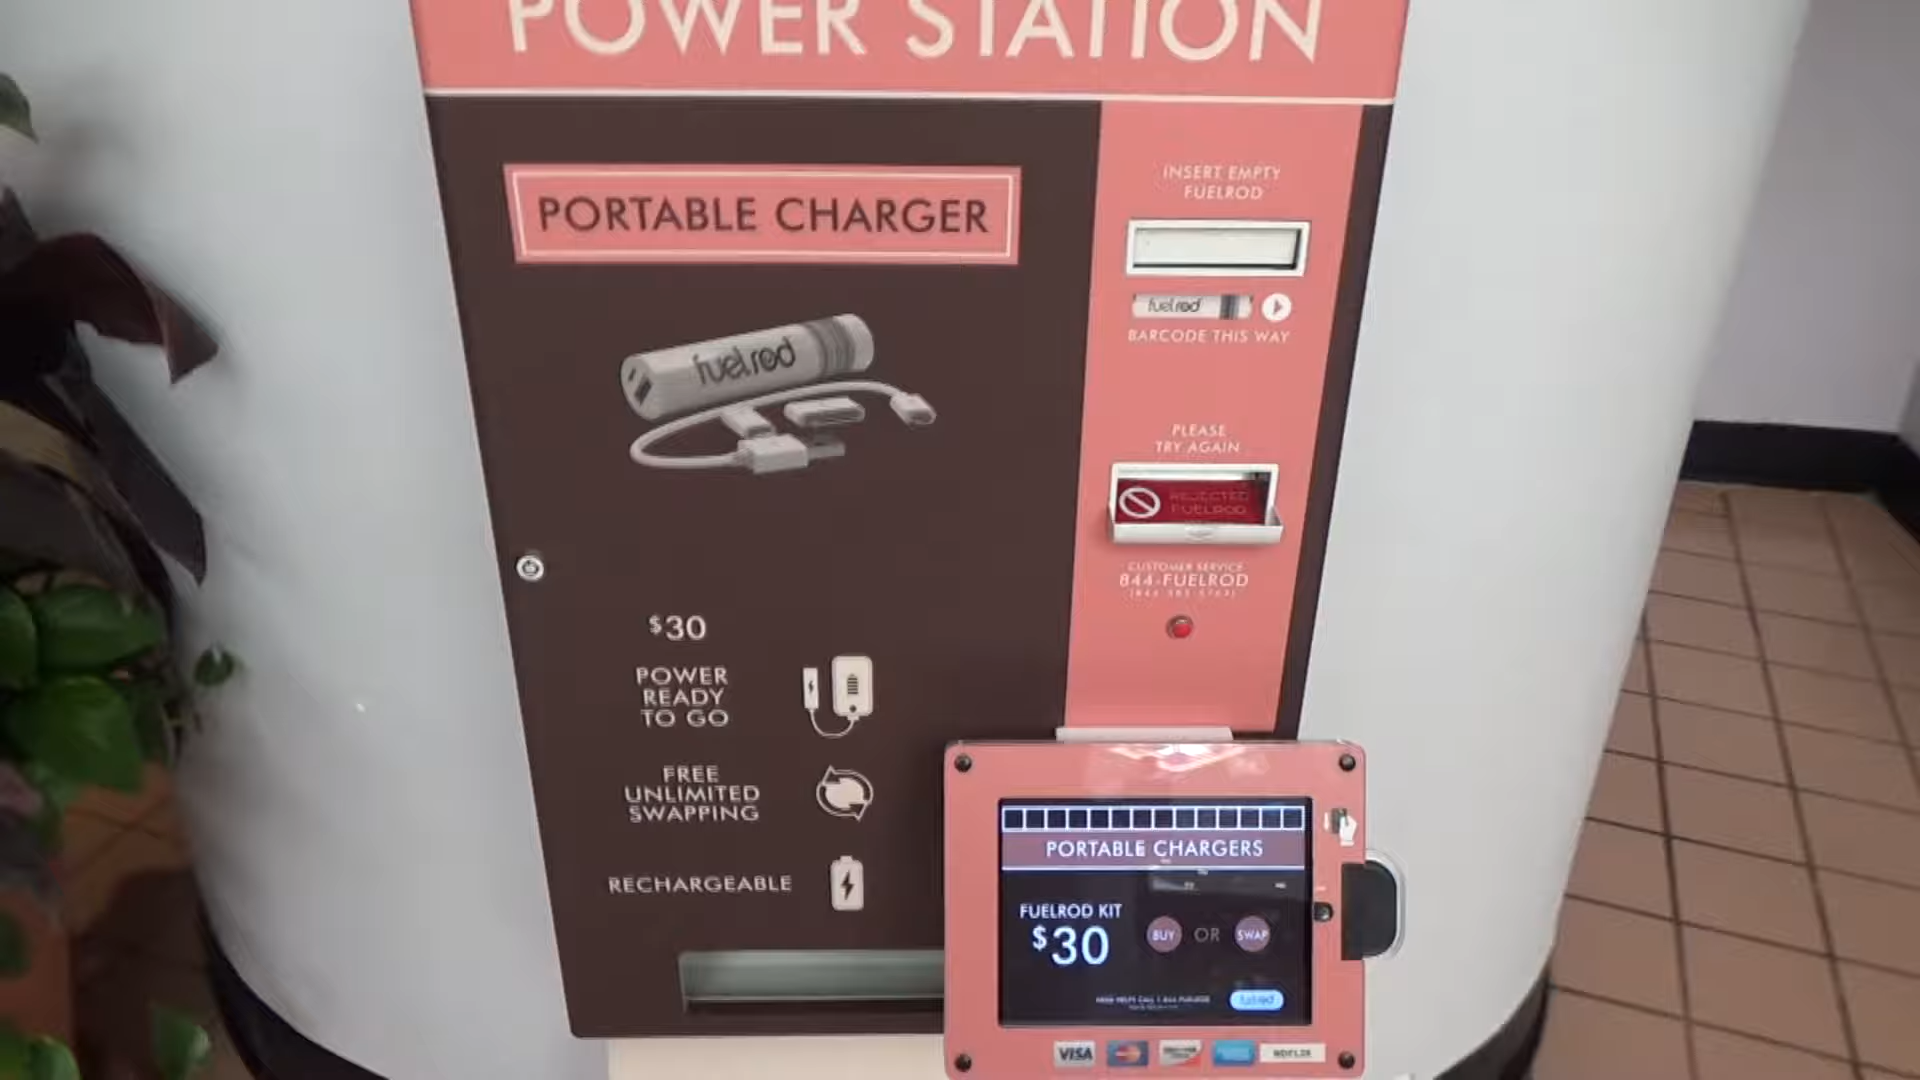 POWER STATION
PORTABLE CHARGER
fuelrod
$30
POWER
READY
TO GO
FREE
UNLIMITED
SWAPPING
RECHARGEABLE
INSERT EMPTY
FUELROD
fuelrod
BARCODE THIS WAY
PLEASE
TRY AGAIN
REJECTED
FUELROD
CUSTOMER SERVICE
844-FUELROD
PORTABLE CHARGERS
FUELROD KIT
$30
BUY OR SWAP
fuelrod
VISA